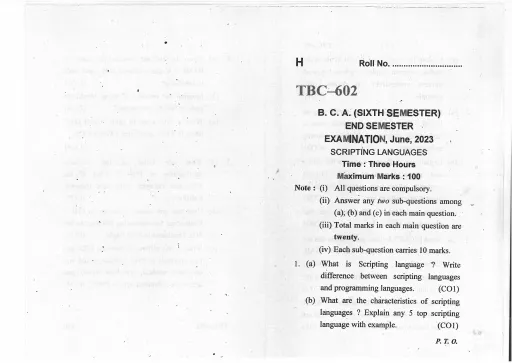 H Roll No. ..............................
TBC–602
B. C. A. (SIXTH SEMESTER)
END SEMESTER
EXAMINATION, June, 2023
SCRIPTING LANGUAGES
Time : Three Hours
Maximum Marks : 100
Note : (i) All questions are compulsory.
(ii) Answer any two sub-questions among
(a), (b) and (c) in each main question.
(iii) Total marks in each main question are
twenty.
(iv) Each sub-question carries 10 marks.
1. (a) What is Scripting language ? Write
difference between scripting languages
and programming languages. (CO1)
(b) What are the characteristics of scripting
languages ? Explain any 5 top scripting
language with example. (CO1)
P. T. O.